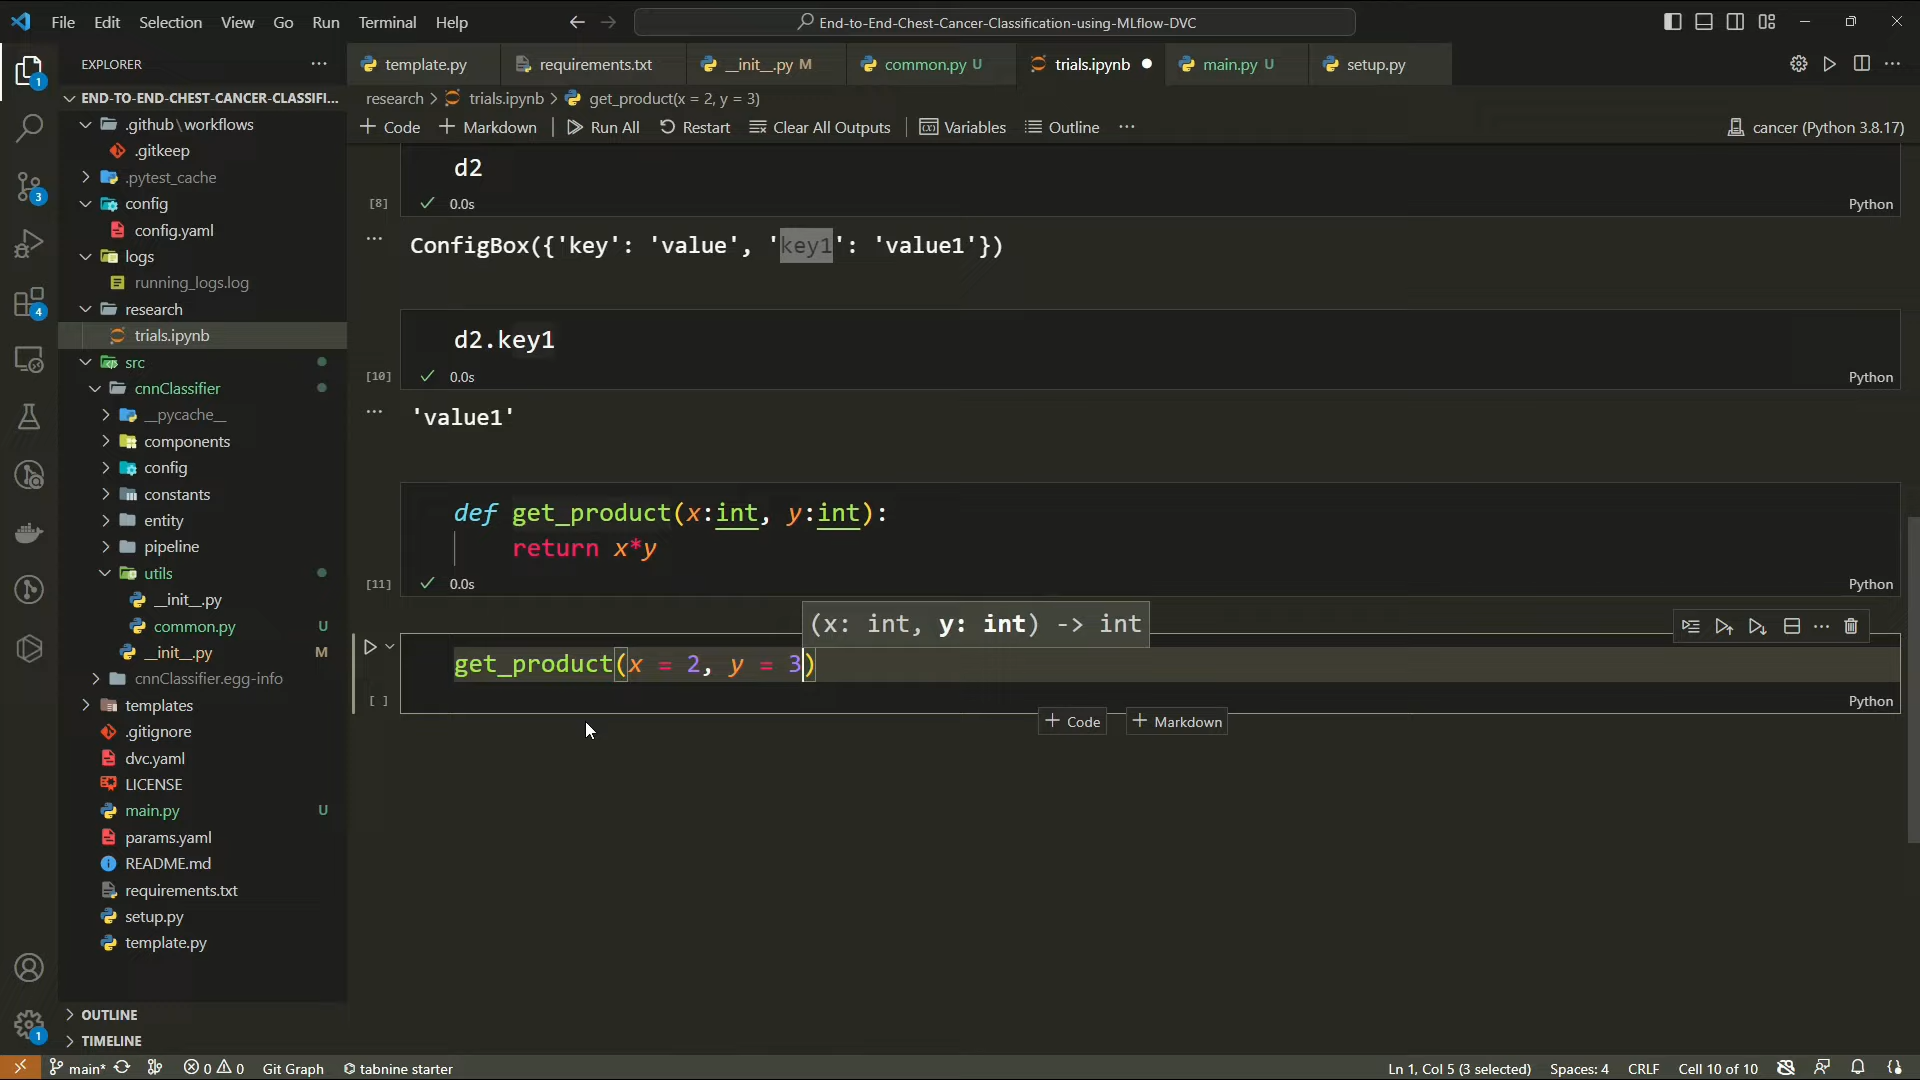 File Edit Selection View Go Run Terminal Help
End-to-End-Chest-Cancer-Classification-using-MLflow-DVC
EXPLORER
template.py
requirements.txt
__init__.py M
common.py U
trials.ipynb
main.py U
setup.py
research > trials.ipynb > get_product(x = 2, y = 3)
Code
Markdown
Run All
Restart
Clear All Outputs
Variables
Outline
cancer (Python 3.8.17)
END-TO-END-CHEST-CANCER-CLASSIFI...
.github\workflows
.gitkeep
.pytest_cache
config
config.yaml
logs
running_logs.log
research
trials.ipynb
src
cnnClassifier
__pycache__
components
config
constants
entity
pipeline
utils
__init__.py
common.py U
__init__.py M
cnnClassifier.egg-info
templates
.gitignore
dvc.yaml
LICENSE
main.py U
params.yaml
README.md
requirements.txt
setup.py
template.py
OUTLINE
TIMELINE
1
3
4
1
d2
[8] 0.0s Python
ConfigBox({'key': 'value', 'key1': 'value1'})
d2.key1
[10] 0.0s Python
'value1'
def get_product(x:int, y:int):
return x*y
[11] 0.0s Python
(x: int, y: int) -> int
get_product(x = 2, y = 3)
[ ] Python
Code
Markdown
main* 0 0 Git Graph tabnine starter
Ln 1, Col 5 (3 selected) Spaces: 4 CRLF Cell 10 of 10